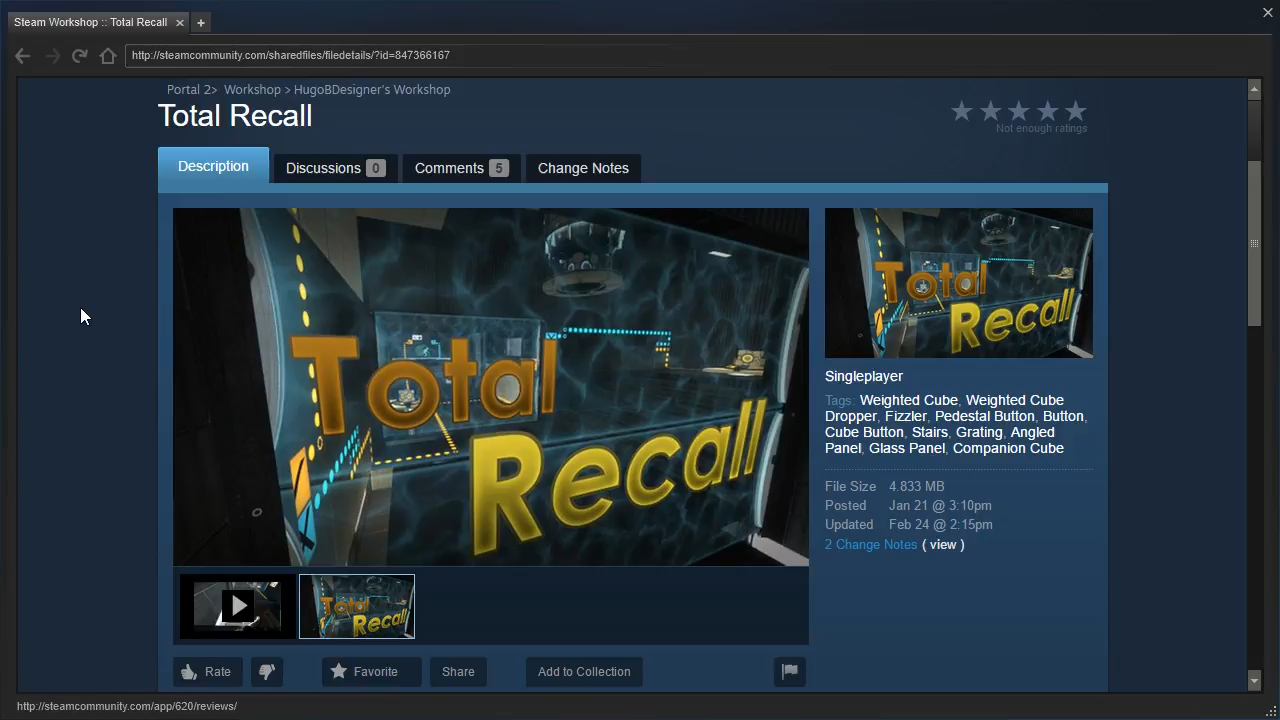 Steam Workshop :: Total Recall
http://steamcommunity.com/sharedfiles/filedetails/?id=847366167
Portal 2> Workshop > HugoBDesigner's Workshop
Total Recall
Not enough ratings
Description
Discussions 0
Comments 5
Change Notes
Total
Recall
Total
Recall
Singleplayer
Tags: Weighted Cube, Weighted Cube
Dropper, Fizzler, Pedestal Button, Button,
Cube Button, Stairs, Grating, Angled
Panel, Glass Panel, Companion Cube
File Size 4.833 MB
Posted Jan 21 @ 3:10pm
Updated Feb 24 @ 2:15pm
2 Change Notes ( view )
Total
Recall
Rate
Favorite
Share
Add to Collection
http://steamcommunity.com/app/620/reviews/